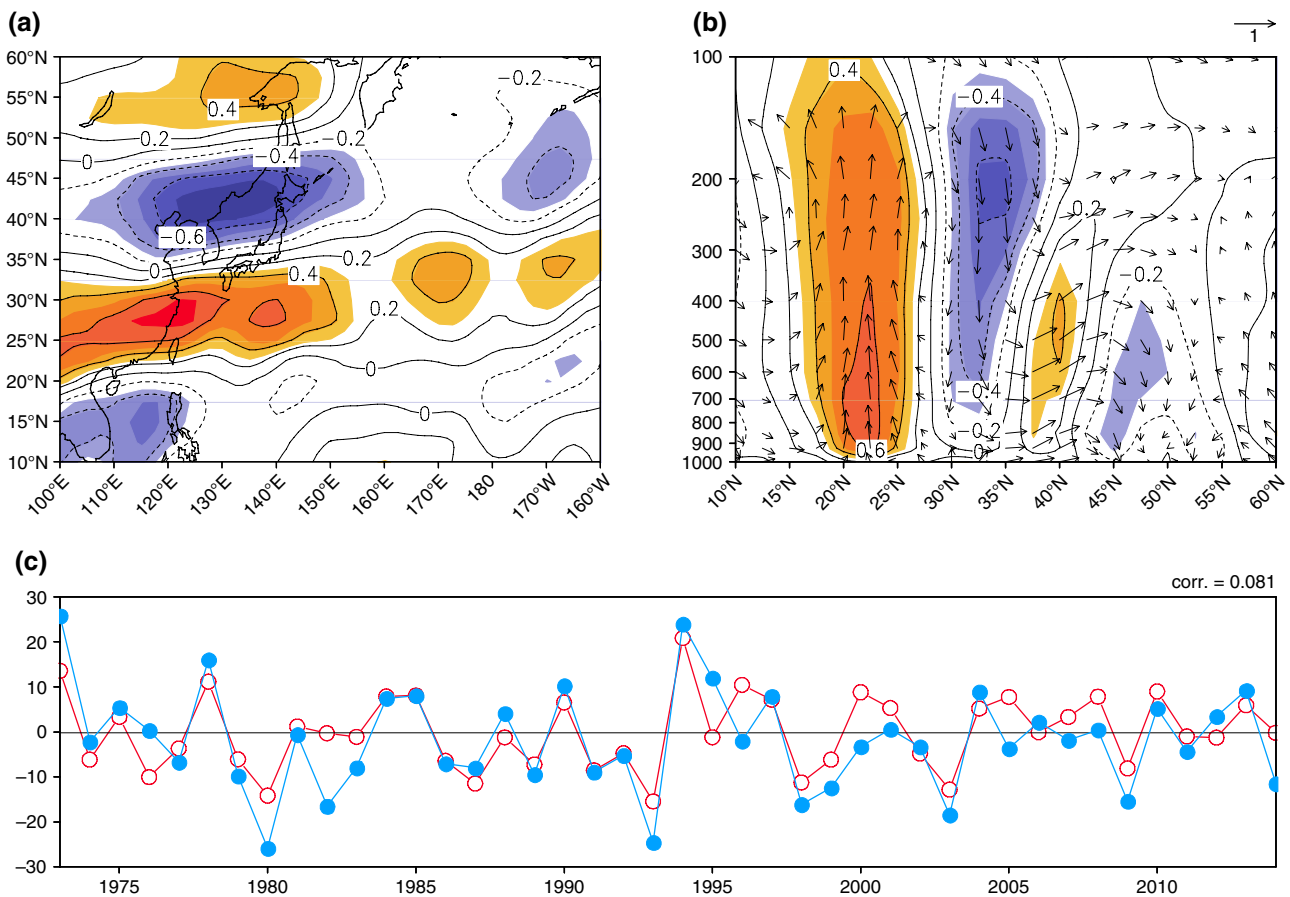 (a)
60°N
55°N
50°N
45°N
40°N
35°N
30°N
25°N
20°N
15°N
10°N
−0.2
0.4
0.2
−0.2
0
−0.4
−0.6
0
0.2
0.4
0.2
0
0
100°E
110°E
120°E
130°E
140°E
150°E
160°E
170°E
180
170°W
160°W
(b)
1
100
200
300
400
500
600
700
800
900
1000
0.4
−0.4
0.2
−0.2
−0.4
−0.2
0
0.6
10°N
15°N
20°N
25°N
30°N
35°N
40°N
45°N
50°N
55°N
60°N
(c)
corr. = 0.081
30
20
10
0
−10
−20
−30
1975
1980
1985
1990
1995
2000
2005
2010